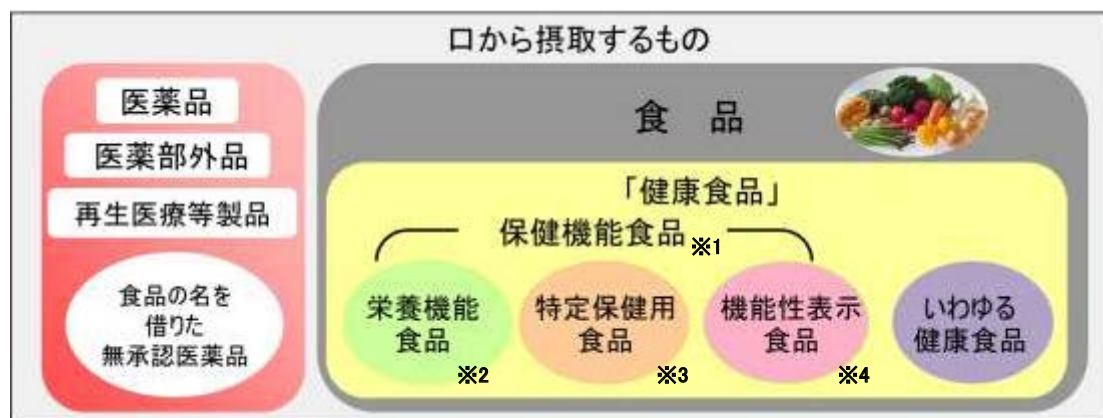 口から摂取するもの
医薬品
医薬部外品
再生医療等製品
食品の名を
借りた
無承認医薬品
食 品
「健康食品」
保健機能食品※1
栄養機能
食品
※2
特定保健用
食品
※3
機能性表示
食品
※4
いわゆる
健康食品